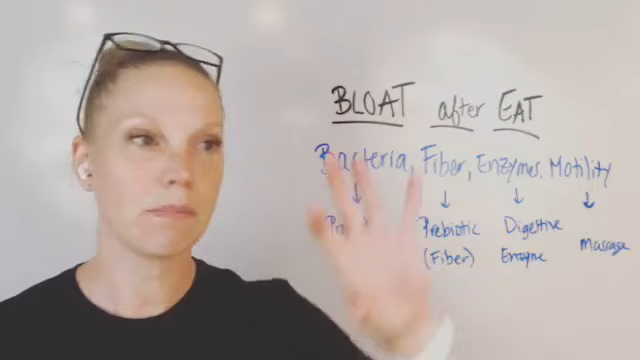 BLOAT after EAT
Bacteria, Fiber, Enzymes. Motility
Prebiotic Digestive Massage
(Fiber) Enzyme